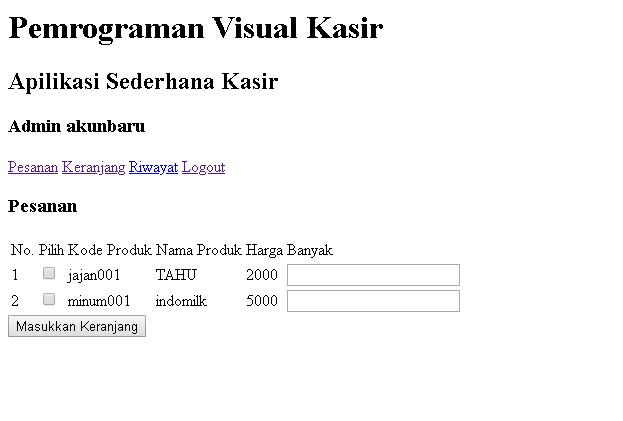 Pemrograman Visual Kasir
Apilikasi Sederhana Kasir
Admin akunbaru
Pesanan Keranjang Riwayat Logout
Pesanan
No. Pilih Kode Produk Nama Produk Harga Banyak
1 jajan001 TAHU 2000
2 minum001 indomilk 5000
Masukkan Keranjang